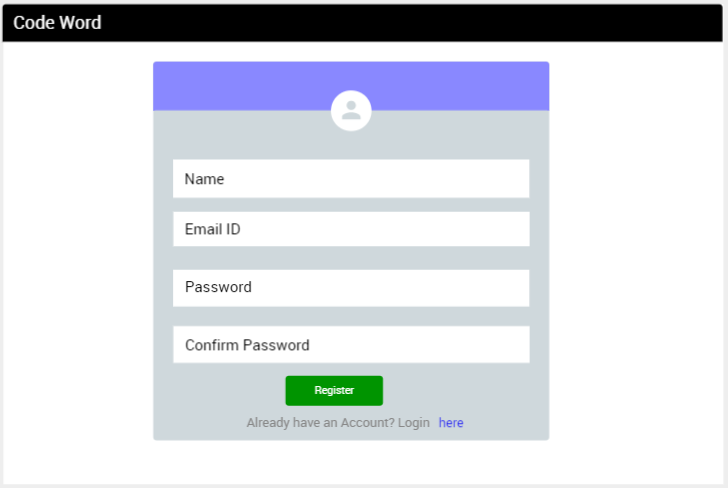 Code Word
Name
Email ID
Password
Confirm Password
Register
Already have an Account? Login here